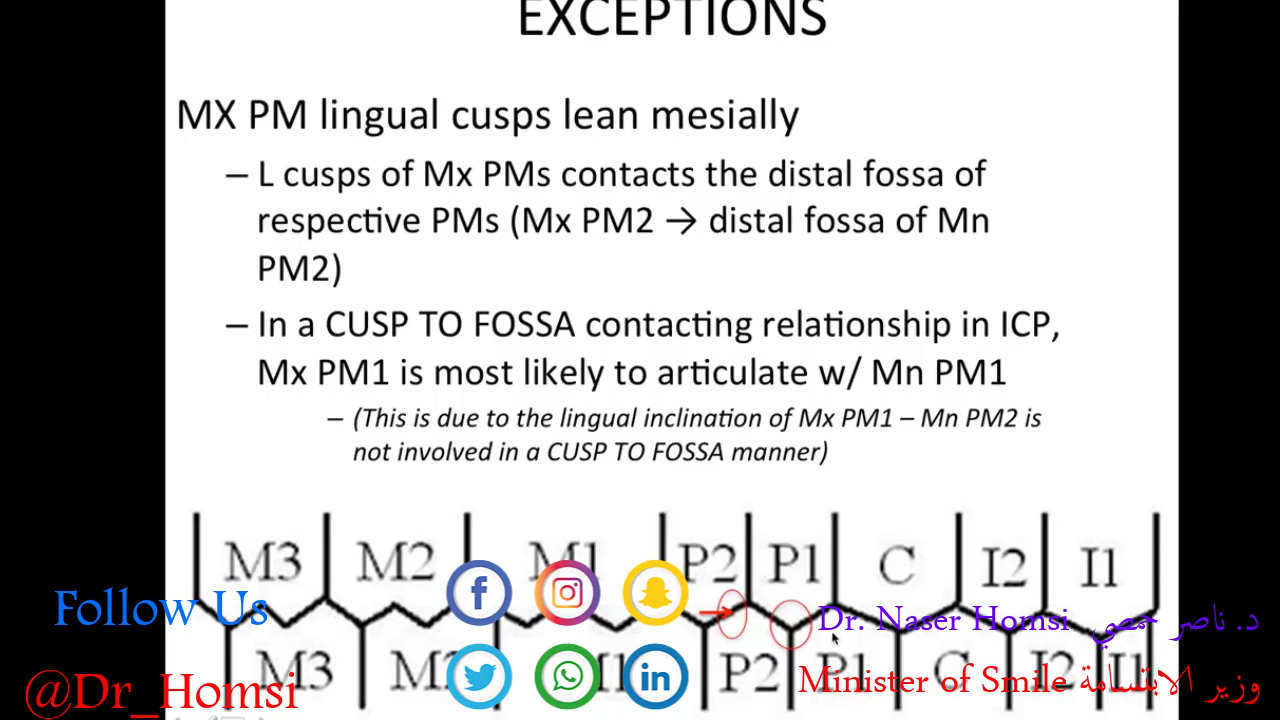 EXCEPTIONS
MX PM lingual cusps lean mesially
– L cusps of Mx PMs contacts the distal fossa of
respective PMs (Mx PM2 → distal fossa of Mn
PM2)
– In a CUSP TO FOSSA contacting relationship in ICP,
Mx PM1 is most likely to articulate w/ Mn PM1
– (This is due to the lingual inclination of Mx PM1 – Mn PM2 is
not involved in a CUSP TO FOSSA manner)
M3 M2 M1 P2 P1 C I2 I1
Follow Us
Dr. Naser Homsi د. ناصر حمصي
M3 P2 P1 C I2 I1
@Dr_Homsi
Minister of Smile وزير الابتسامة